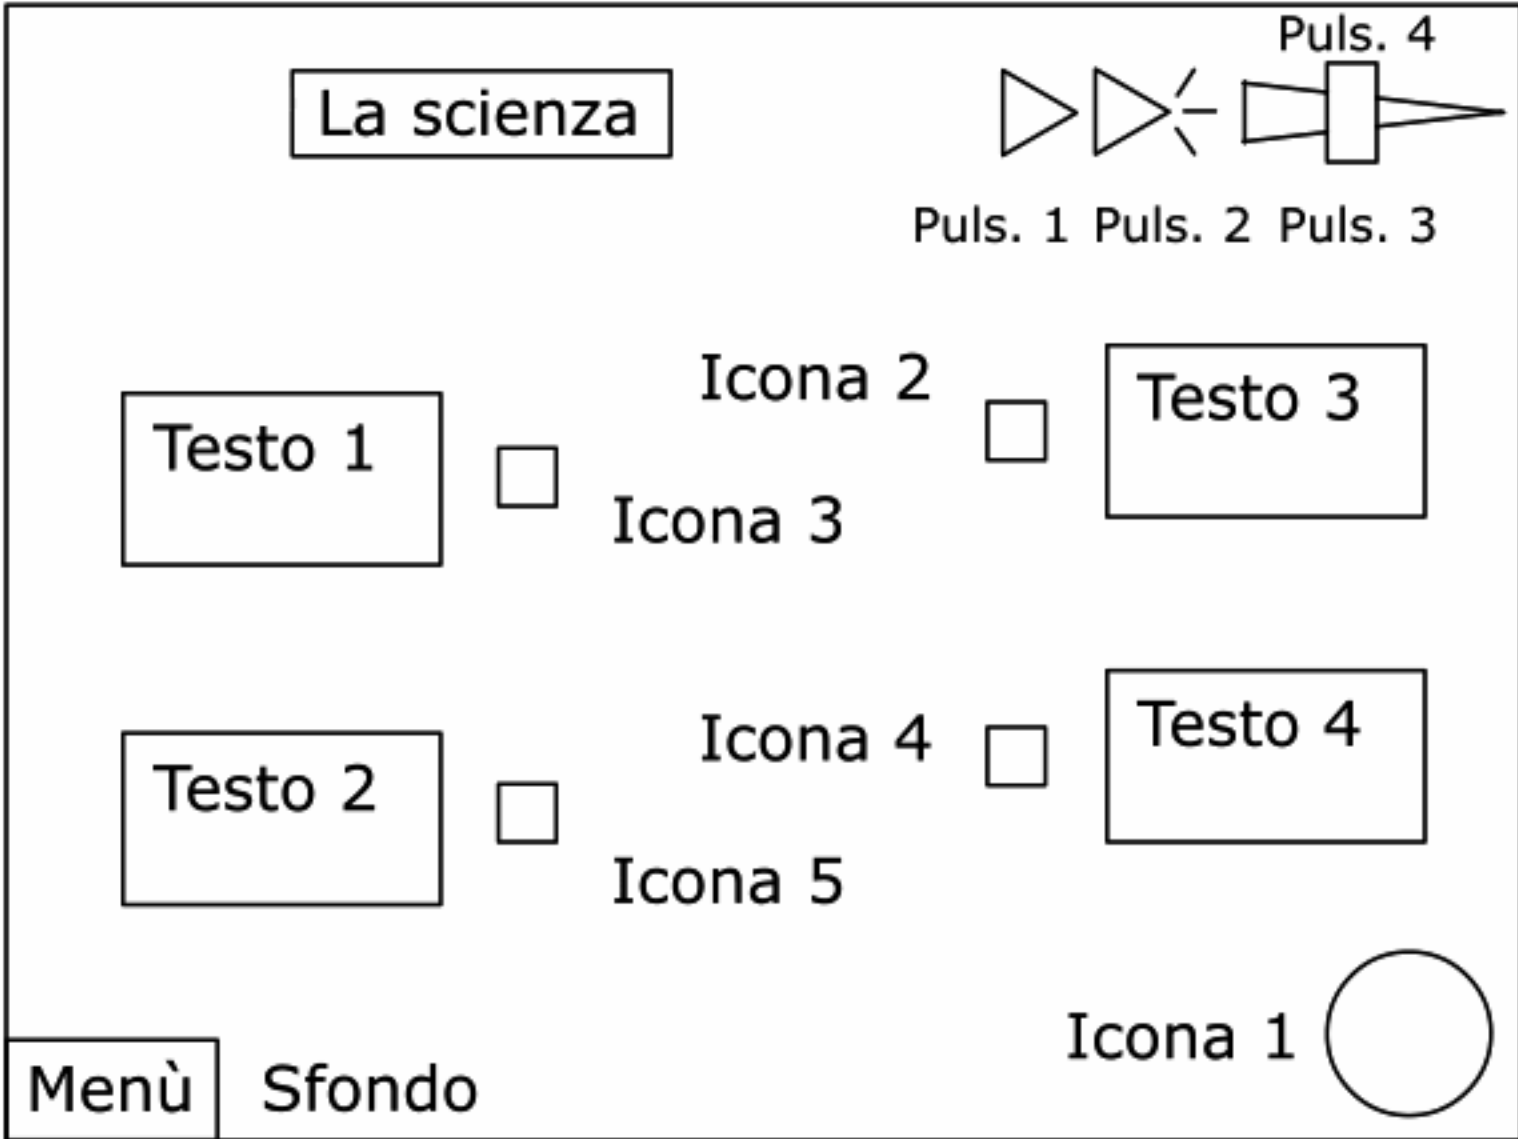 Puls. 4
La scienza
Puls. 1 Puls. 2 Puls. 3
Icona 2
Testo 3
Testo 1
Icona 3
Icona 4
Testo 4
Testo 2
Icona 5
Icona 1
Menù Sfondo